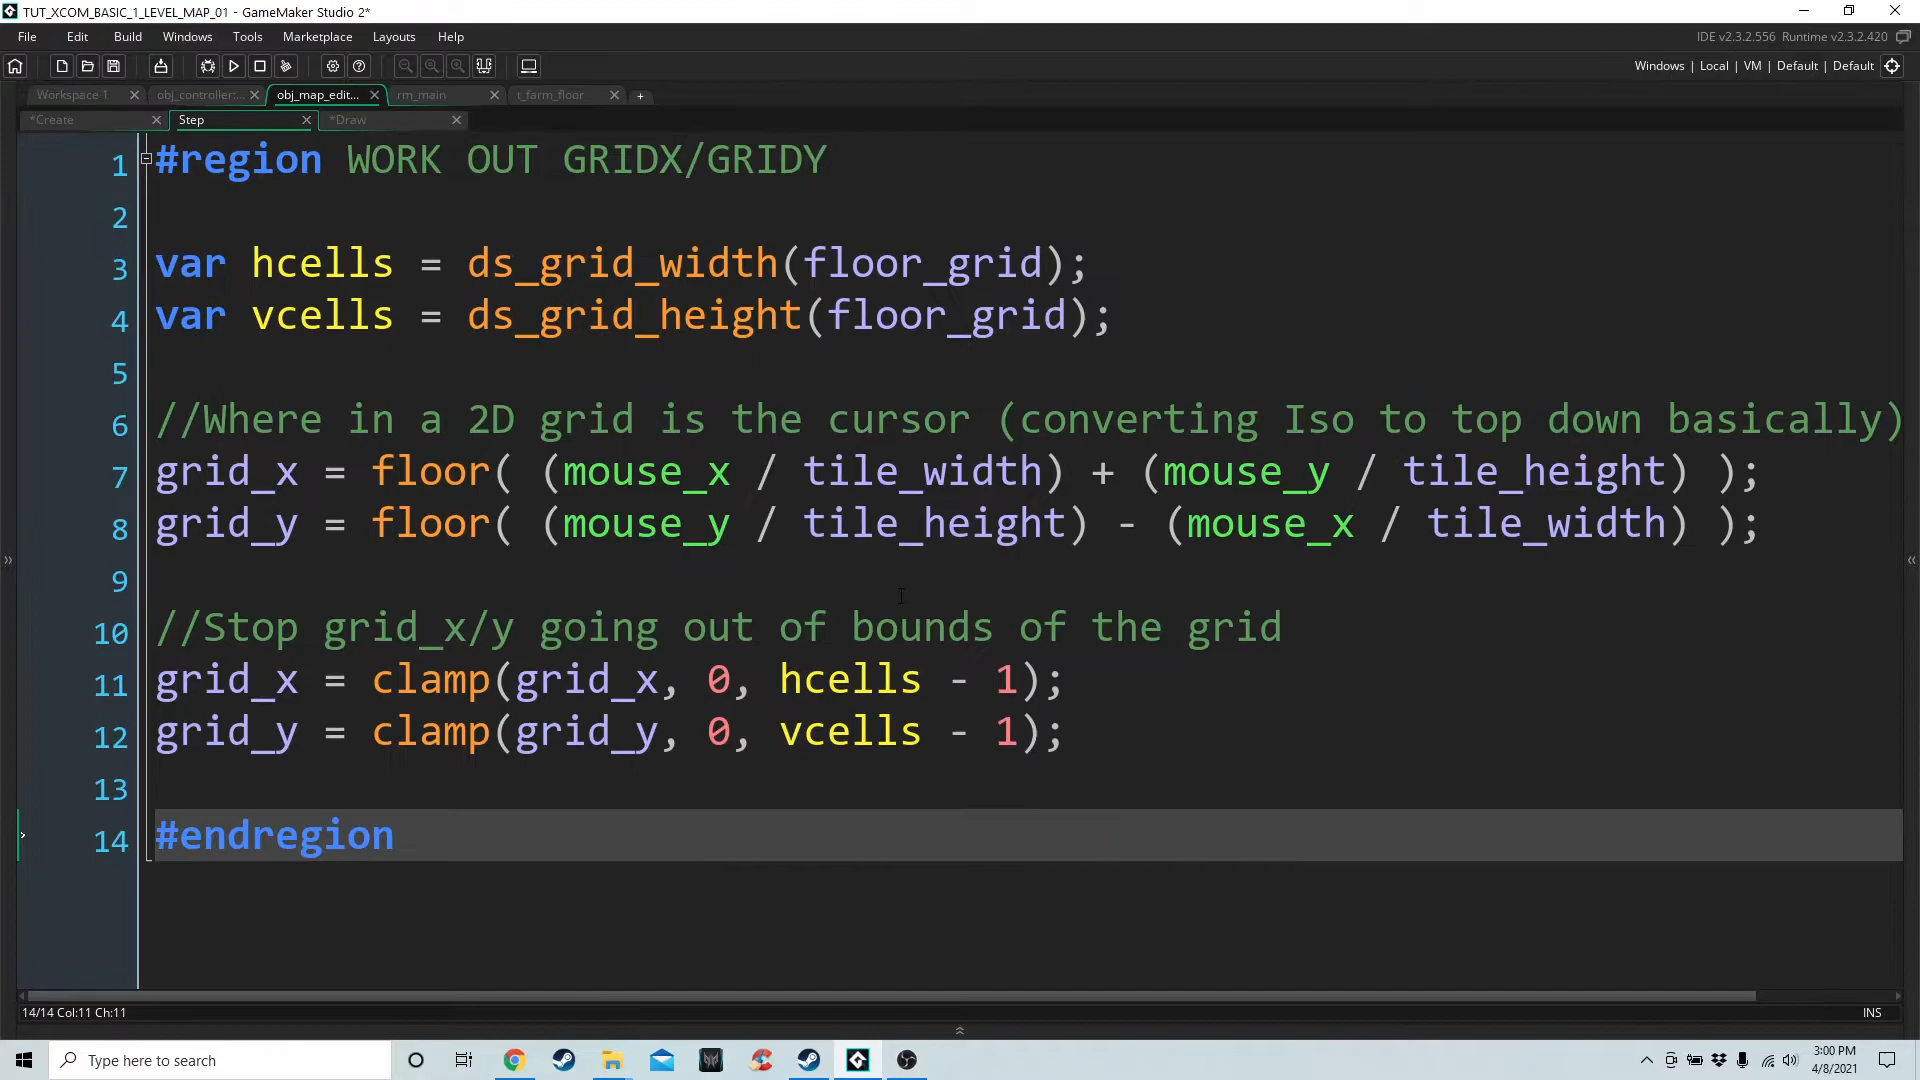 TUT_XCOM_BASIC_1_LEVEL_MAP_01 - GameMaker Studio 2*
File Edit Build Windows Tools Marketplace Layouts Help
IDE v2.3.2.556 Runtime v2.3.2.420
Windows | Local | VM | Default | Default
Workspace 1
obj_controller:...
obj_map_edit...
rm_main
t_farm_floor
+
*Create
Step
*Draw
1 #region WORK OUT GRIDX/GRIDY
2
3 var hcells = ds_grid_width(floor_grid);
4 var vcells = ds_grid_height(floor_grid);
5
6 //Where in a 2D grid is the cursor (converting Iso to top down basically)
7 grid_x = floor( (mouse_x / tile_width) + (mouse_y / tile_height) );
8 grid_y = floor( (mouse_y / tile_height) - (mouse_x / tile_width) );
9
10 //Stop grid_x/y going out of bounds of the grid
11 grid_x = clamp(grid_x, 0, hcells - 1);
12 grid_y = clamp(grid_y, 0, vcells - 1);
13
14 #endregion
14/14 Col:11 Ch:11
INS
Type here to search
3:00 PM
4/8/2021